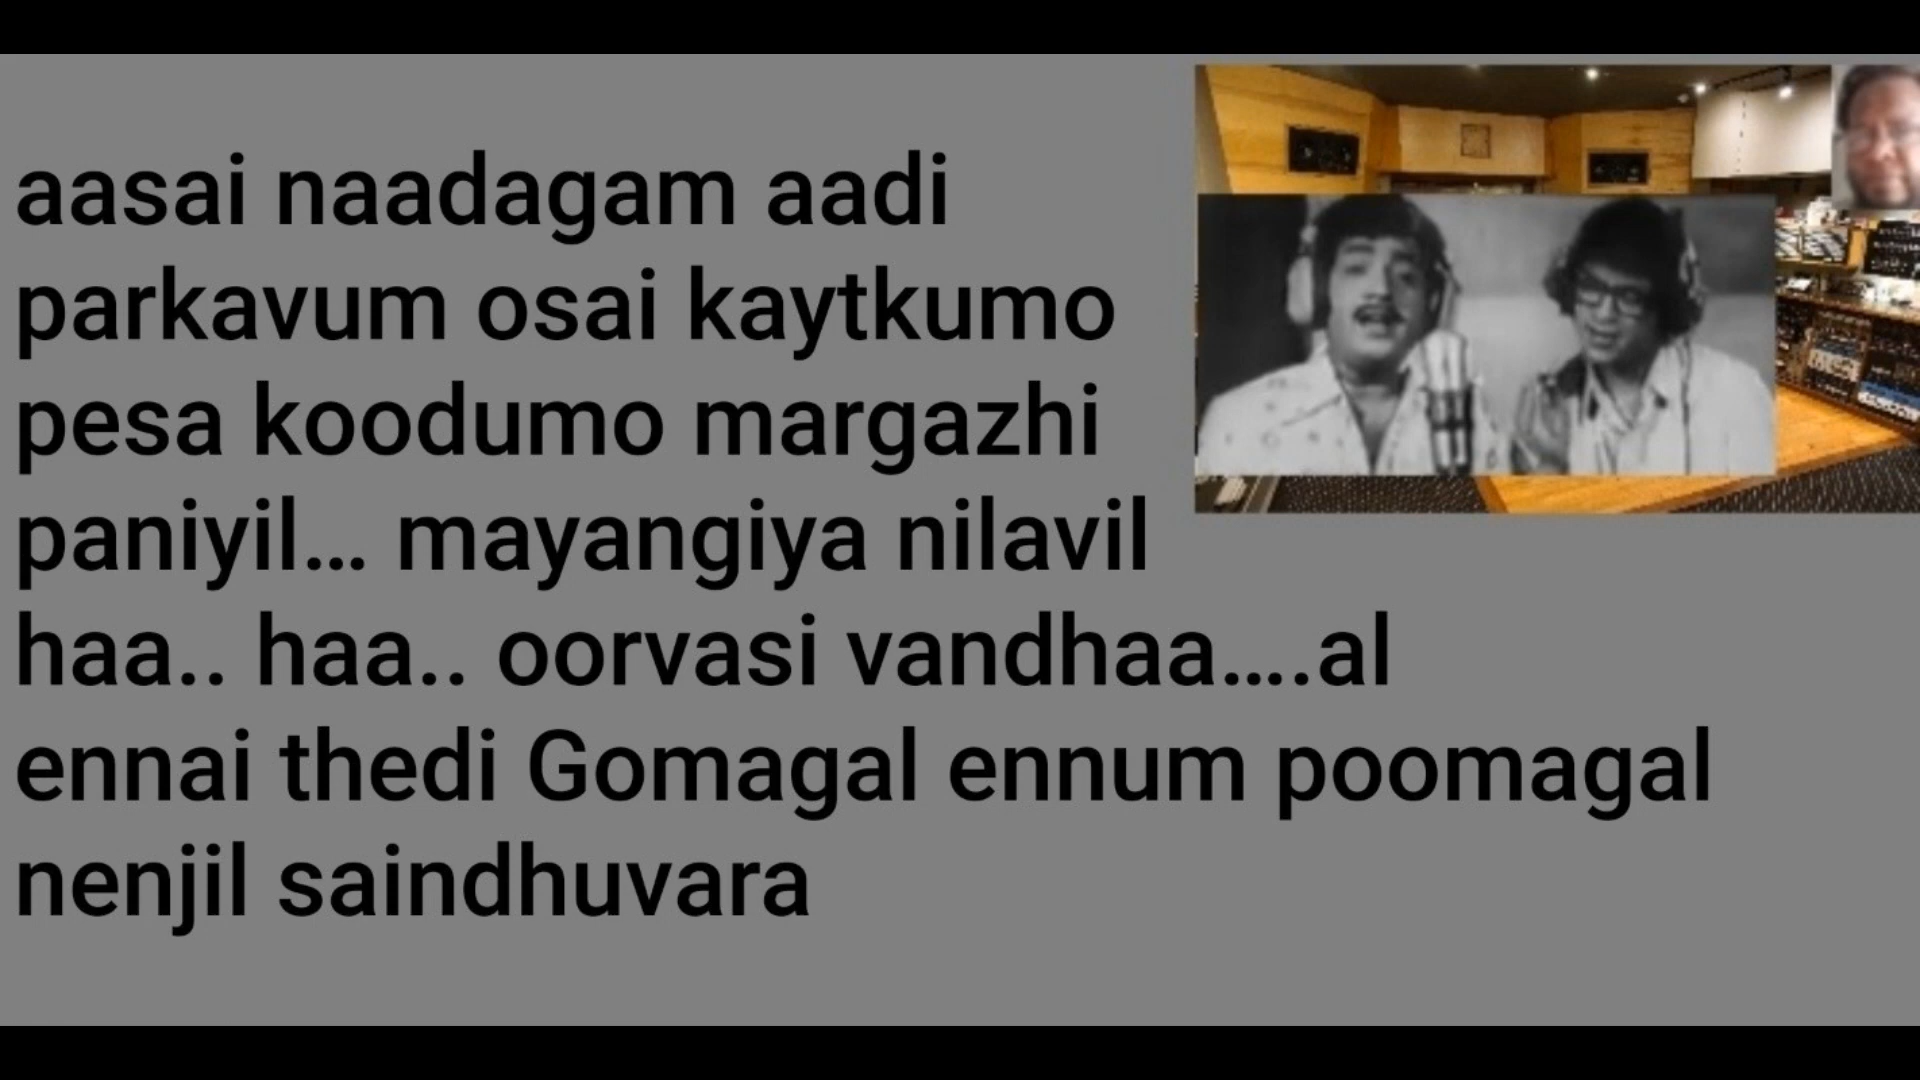 aasai naadagam aadi
parkavum osai kaytkumo
pesa koodumo margazhi
paniyil... mayangiya nilavil
haa.. haa.. oorvasi vandhaa....al
ennai thedi Gomagal ennum poomagal
nenjil saindhuvara